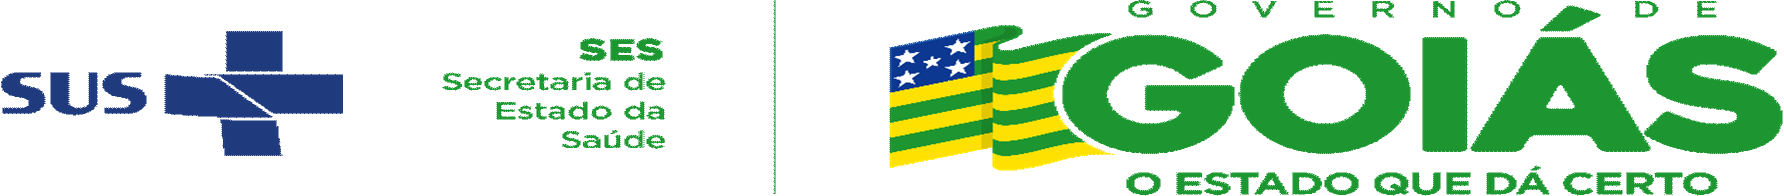 SUS
SES
Secretaria de
Estado da
Saúde
GOVERNO DE
GOIÁS
O ESTADO QUE DÁ CERTO